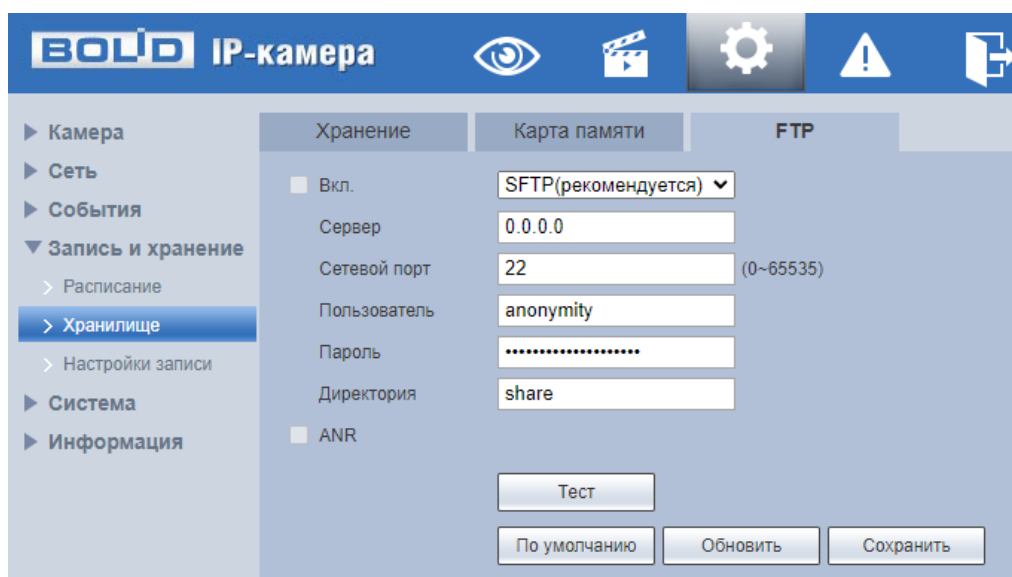 BOLID IP-камера
Камера
Сеть
События
Запись и хранение
Расписание
Хранилище
Настройки записи
Система
Информация
Хранение Карта памяти FTP
Вкл. SFTP(рекомендуется)
Сервер 0.0.0.0
Сетевой порт 22 (0~65535)
Пользователь anonymity
Пароль ••••••••••••••••••••
Директория share
ANR
Тест
По умолчанию Обновить Сохранить